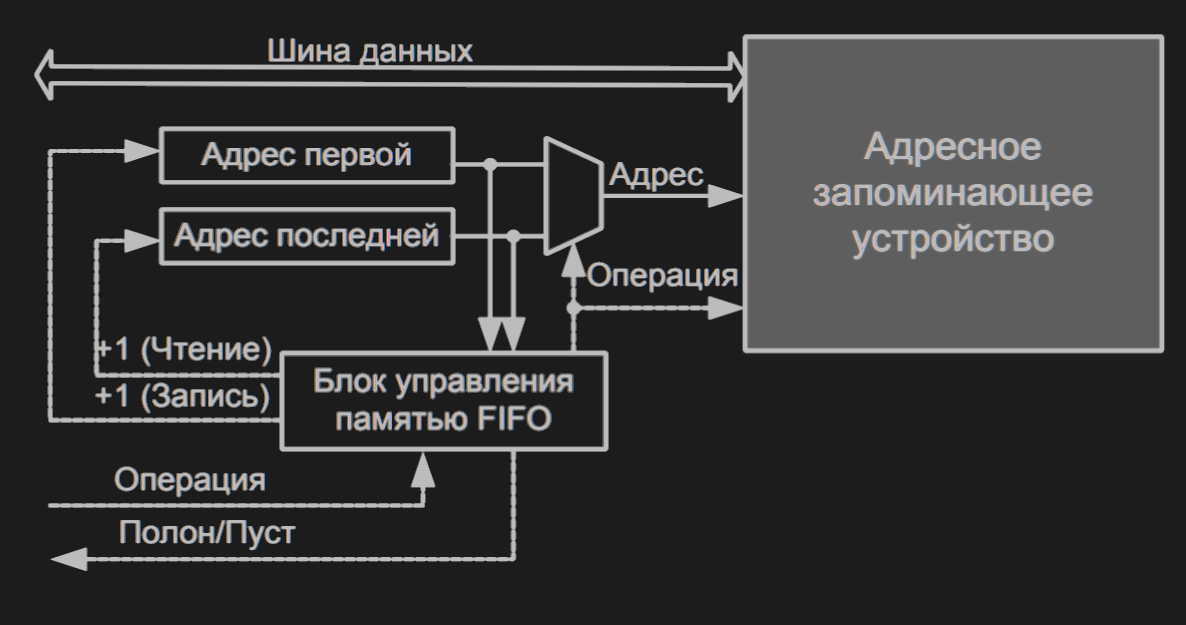 Шина данных
Адрес первой
Адрес
Адресное
запоминающее
устройство
Адрес последней
Операция
+1 (Чтение)
+1 (Запись)
Блок управления
памятью FIFO
Операция
Полон/Пуст